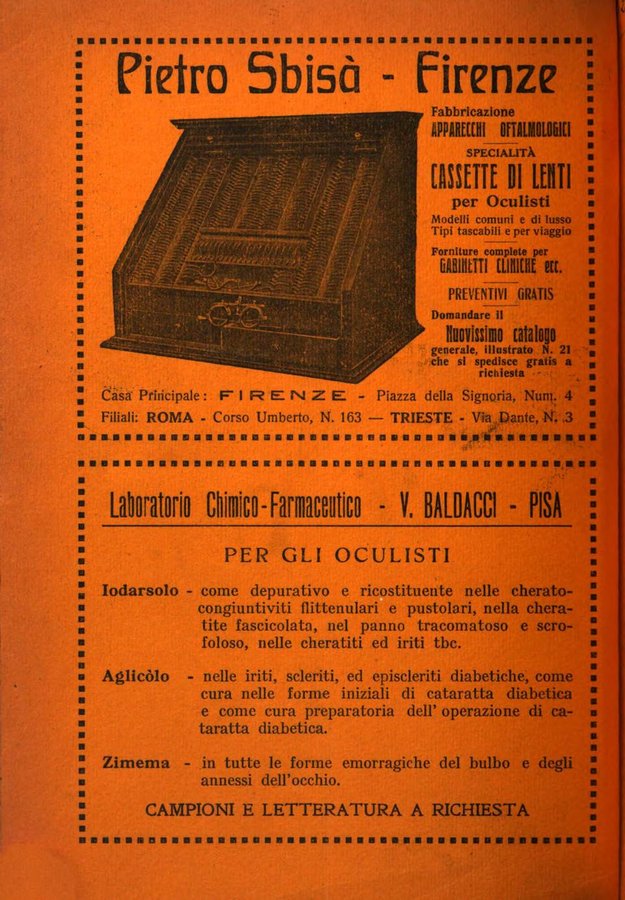 Pietro Sbisà - Firenze
Fabbricazione
APPARECCHI OFTALMOLOGICI
SPECIALITÀ
CASSETTE DI LENTI
per Oculisti
Modelli comuni e di lusso
Tipi tascabili e per viaggio
Forniture complete per
GABINETTI CLINICHE ecc.
PREVENTIVI GRATIS
Domandare il
Nuovissimo catalogo
generale, illustrato N. 21
che si spedisce gratis a
richiesta
Casa Principale: FIRENZE - Piazza della Signoria, Num. 4
Filiali: ROMA - Corso Umberto, N. 163 — TRIESTE - Via Dante, N. 3
Laboratorio Chimico-Farmaceutico - V. BALDACCI - PISA
PER GLI OCULISTI
Iodarsolo - come depurativo e ricostituente nelle cherato-
congiuntiviti flittenulari e pustolari, nella chera-
tite fascicolata, nel panno tracomatoso e scro-
foloso, nelle cheratiti ed iriti tbc.
Aglicòlo - nelle iriti, scleriti, ed episcleriti diabetiche, come
cura nelle forme iniziali di cataratta diabetica
e come cura preparatoria dell' operazione di ca-
taratta diabetica.
Zimema - in tutte le forme emorragiche del bulbo e degli
annessi dell'occhio.
CAMPIONI E LETTERATURA A RICHIESTA